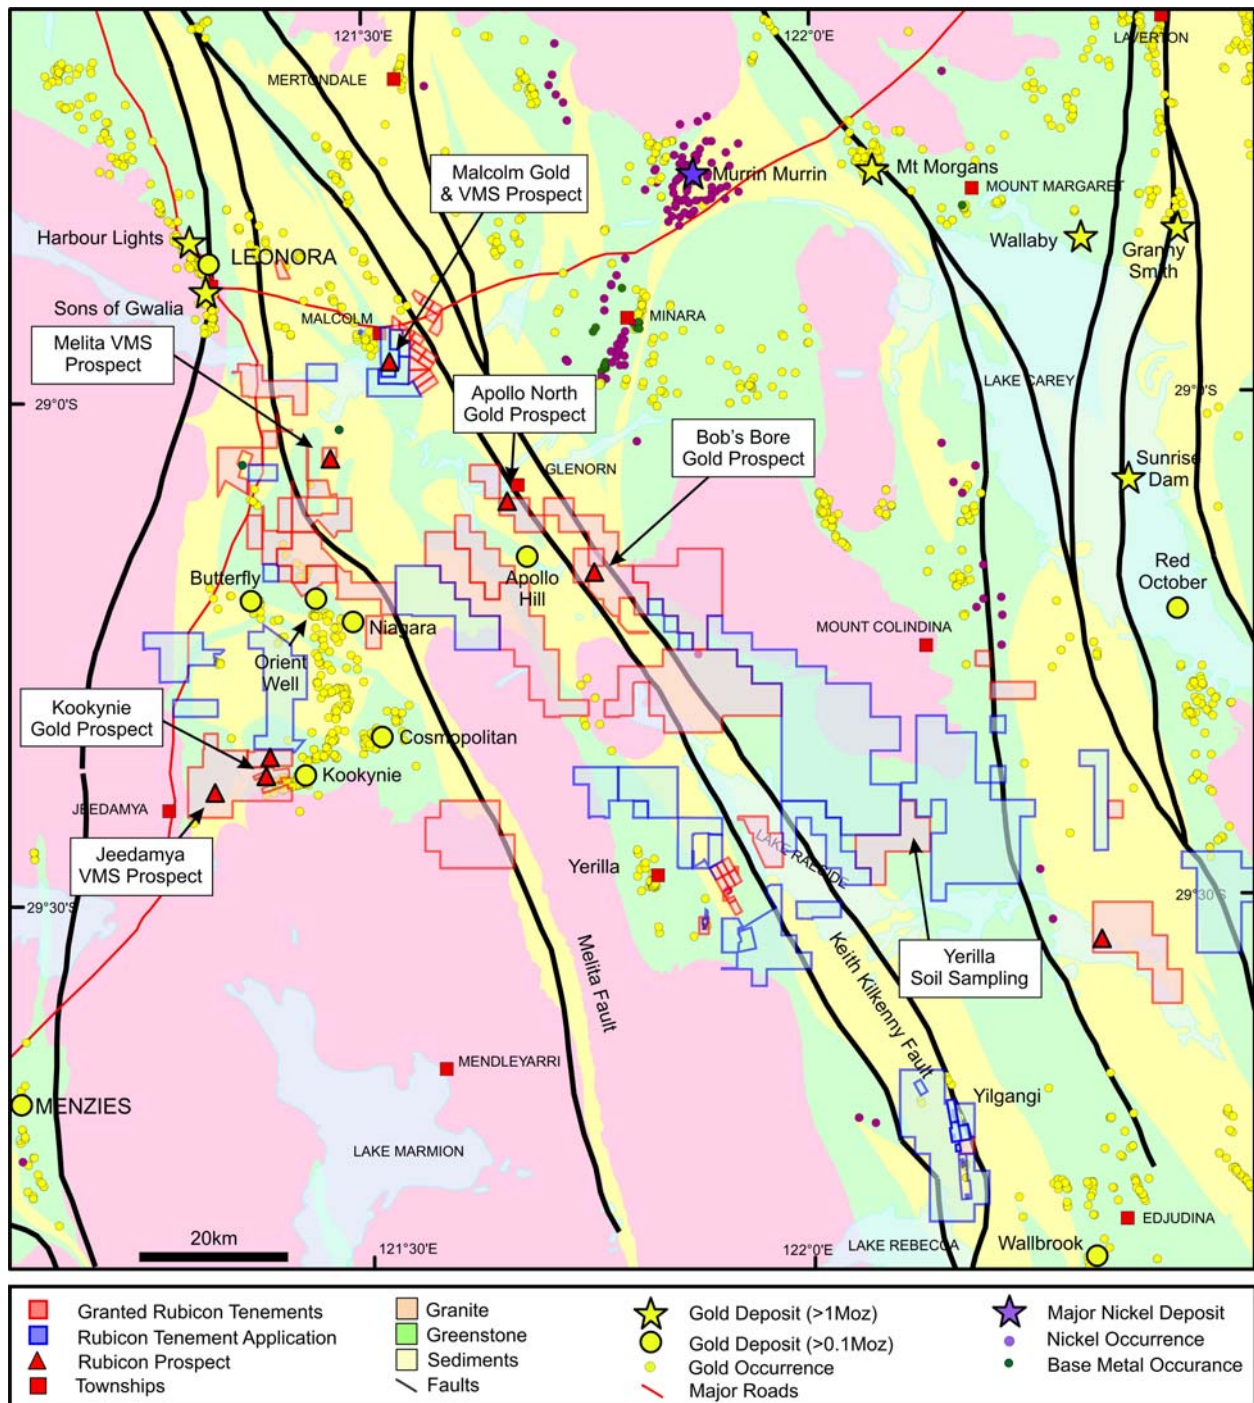 121°30'E
122°0'E
LAVERTON
MERTONDALE
Malcolm Gold
& VMS Prospect
Murrin Murrin
Mt Morgans
MOUNT MARGARET
Harbour Lights
LEONORA
Wallaby
Granny
Smith
Sons of Gwalia
MALCOLM
MINARA
Melita VMS
Prospect
Apollo North
Gold Prospect
LAKE CAREY
29°0'S
29°0'S
Bob's Bore
Gold Prospect
GLENORN
Sunrise
Dam
Butterfly
Apollo
Hill
Red
October
Niagara
MOUNT COLINDINA
Orient
Well
Kookynie
Gold Prospect
Cosmopolitan
Kookynie
JEEDAMYA
Jeedamya
VMS Prospect
Yerilla
LAKE RAESIDE
29°30'S
29°30'S
Melita Fault
Keith Kilkenny Fault
Yerilla
Soil Sampling
MENDLEYARRI
MENZIES
Yilgangi
LAKE MARMION
EDJUDINA
20km
121°30'E
122°0'E
LAKE REBECCA
Wallbrook
Granted Rubicon Tenements
Rubicon Tenement Application
Rubicon Prospect
Townships
Granite
Greenstone
Sediments
Faults
Gold Deposit (>1Moz)
Gold Deposit (>0.1Moz)
Gold Occurrence
Major Roads
Major Nickel Deposit
Nickel Occurrence
Base Metal Occurance